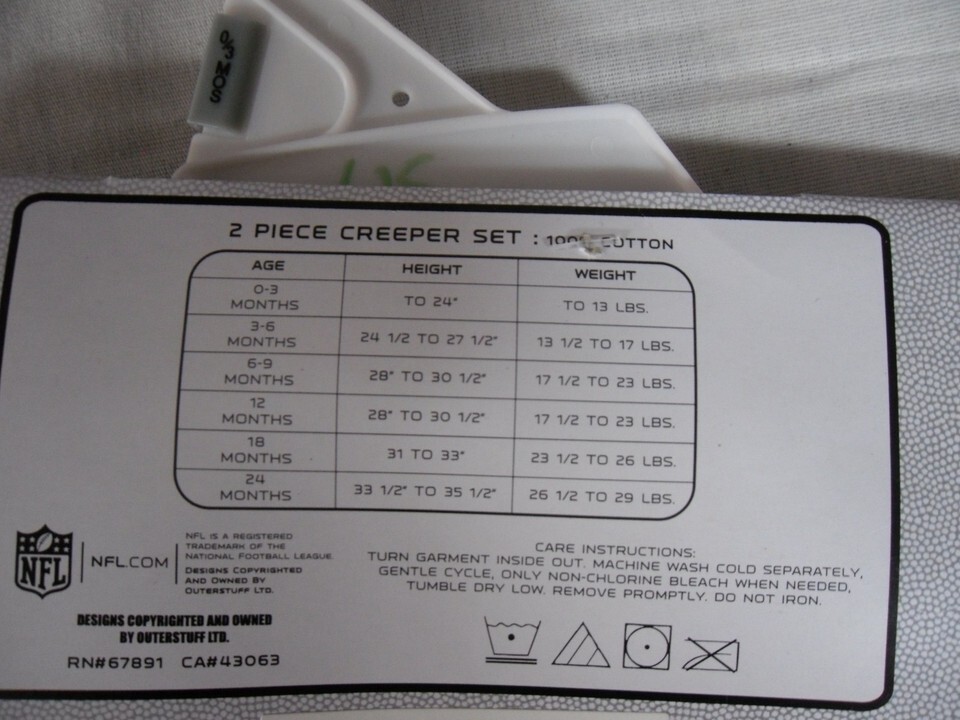 0-3 MOS
2 PIECE CREEPER SET : 100% COTTON
AGE HEIGHT WEIGHT
0-3 MONTHS TO 24" TO 13 LBS.
3-6 MONTHS 24 1/2 TO 27 1/2" 13 1/2 TO 17 LBS.
6-9 MONTHS 28" TO 30 1/2" 17 1/2 TO 23 LBS.
12 MONTHS 28" TO 30 1/2" 17 1/2 TO 23 LBS.
18 MONTHS 31 TO 33" 23 1/2 TO 26 LBS.
24 MONTHS 33 1/2" TO 35 1/2" 26 1/2 TO 29 LBS.
NFL
NFL.COM
NFL IS A REGISTERED
TRADEMARK OF THE
NATIONAL FOOTBALL LEAGUE.
DESIGNS COPYRIGHTED
AND OWNED BY
OUTERSTUFF LTD.
DESIGNS COPYRIGHTED AND OWNED
BY OUTERSTUFF LTD.
RN#67891 CA#43063
CARE INSTRUCTIONS:
TURN GARMENT INSIDE OUT. MACHINE WASH COLD SEPARATELY,
GENTLE CYCLE, ONLY NON-CHLORINE BLEACH WHEN NEEDED,
TUMBLE DRY LOW. REMOVE PROMPTLY. DO NOT IRON.